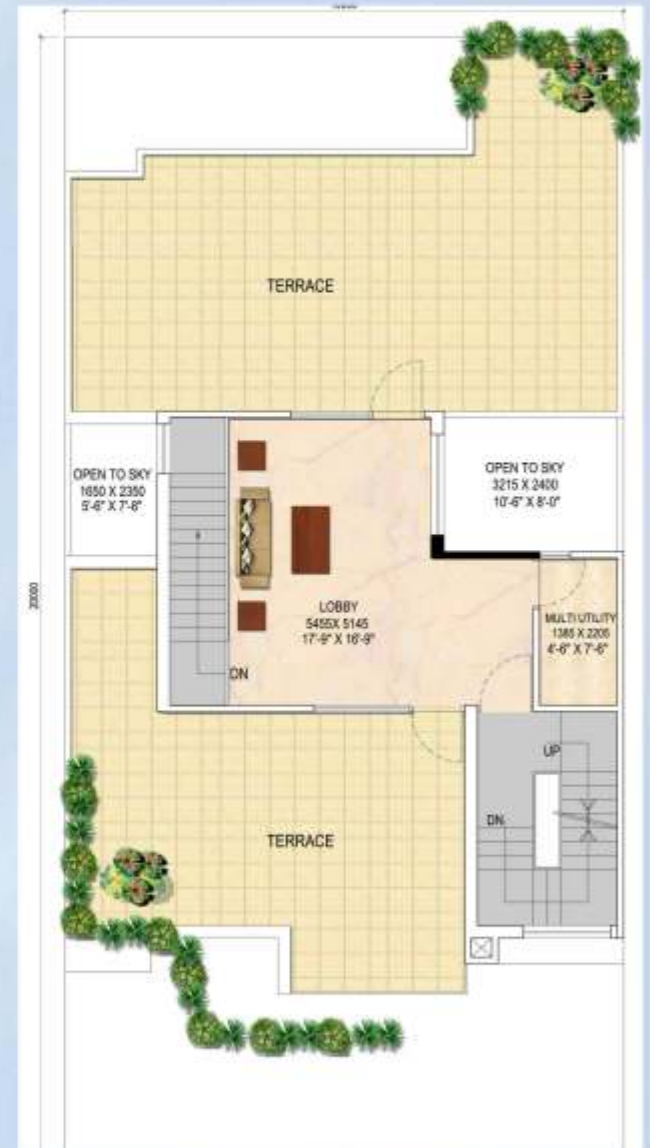 TERRACE
OPEN TO SKY
1650 X 2350
5'-6" X 7'-8"
OPEN TO SKY
3215 X 2400
10'-6" X 8'-0"
LOBBY
5455X 5145
17'-9" X 16'-9"
MULTI UTILITY
1385 X 2205
4'-6" X 7'-6"
DN
UP
DN
TERRACE
20000